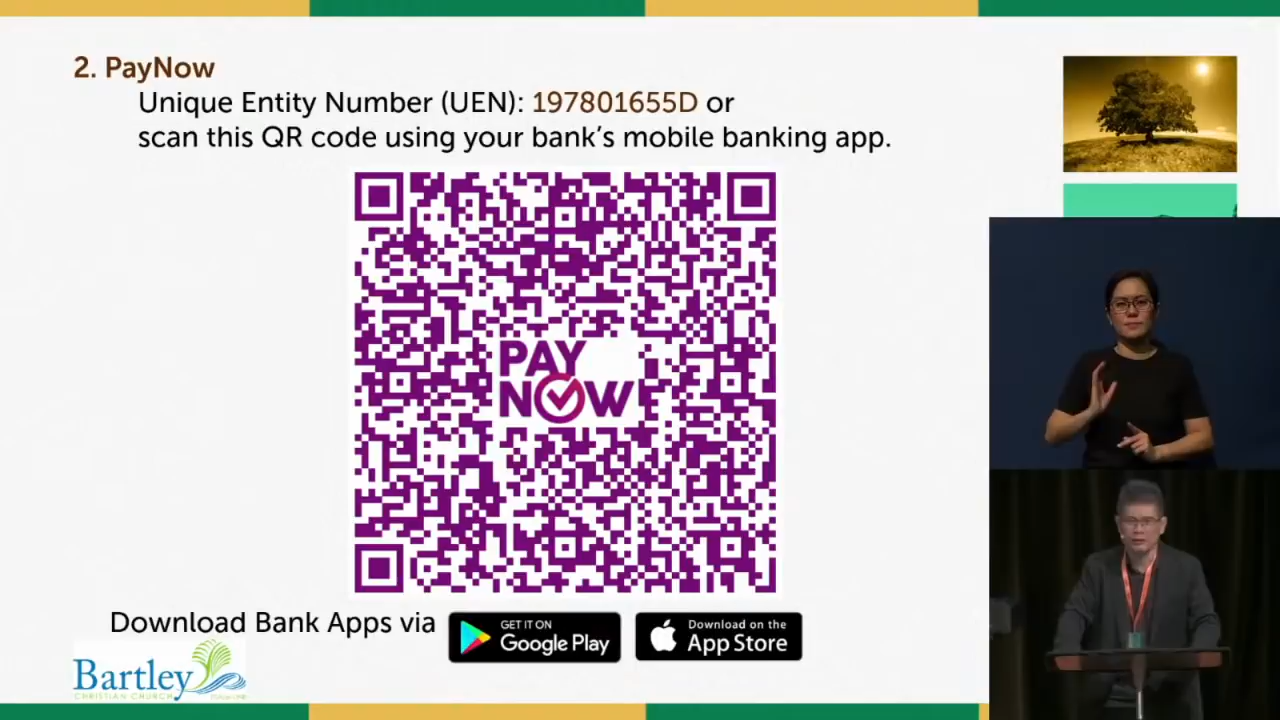 2. PayNow
Unique Entity Number (UEN): 197801655D or
scan this QR code using your bank's mobile banking app.
PAY
NOW
Download Bank Apps via
GET IT ON
Google Play
Download on the
App Store
Bartley
CHRISTIAN CHURCH